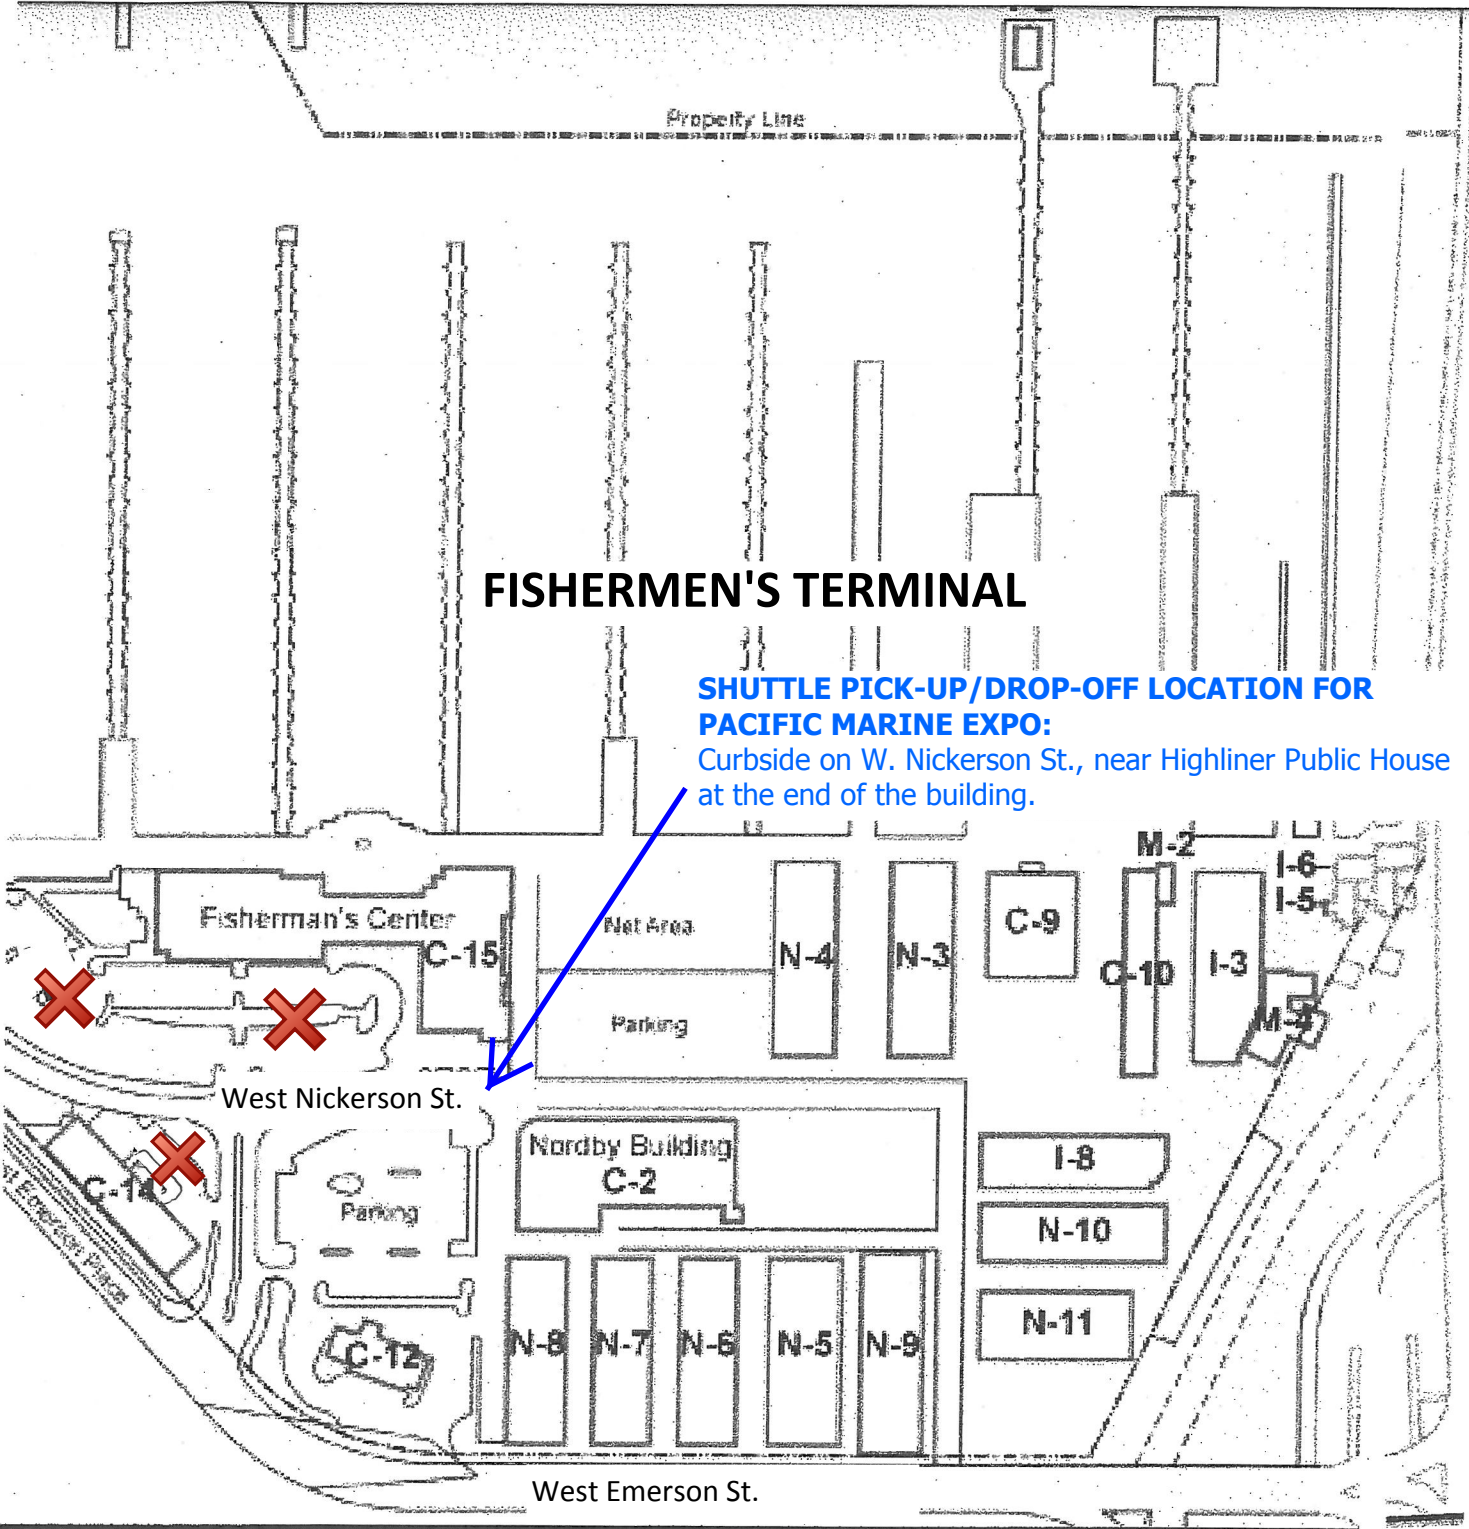 Property Line
FISHERMEN'S TERMINAL
SHUTTLE PICK-UP/DROP-OFF LOCATION FOR
PACIFIC MARINE EXPO:
Curbside on W. Nickerson St., near Highliner Public House
at the end of the building.
M-2
I-6
I-5
Fisherman's Center
C-15
Net Area
N-4
N-3
C-9
C-10
I-3
M-4
Parking
West Nickerson St.
Nordby Building
C-2
I-8
C-14
Parking
N-10
Emerson Place
N-8
N-7
N-6
N-5
N-9
N-11
C-12
West Emerson St.